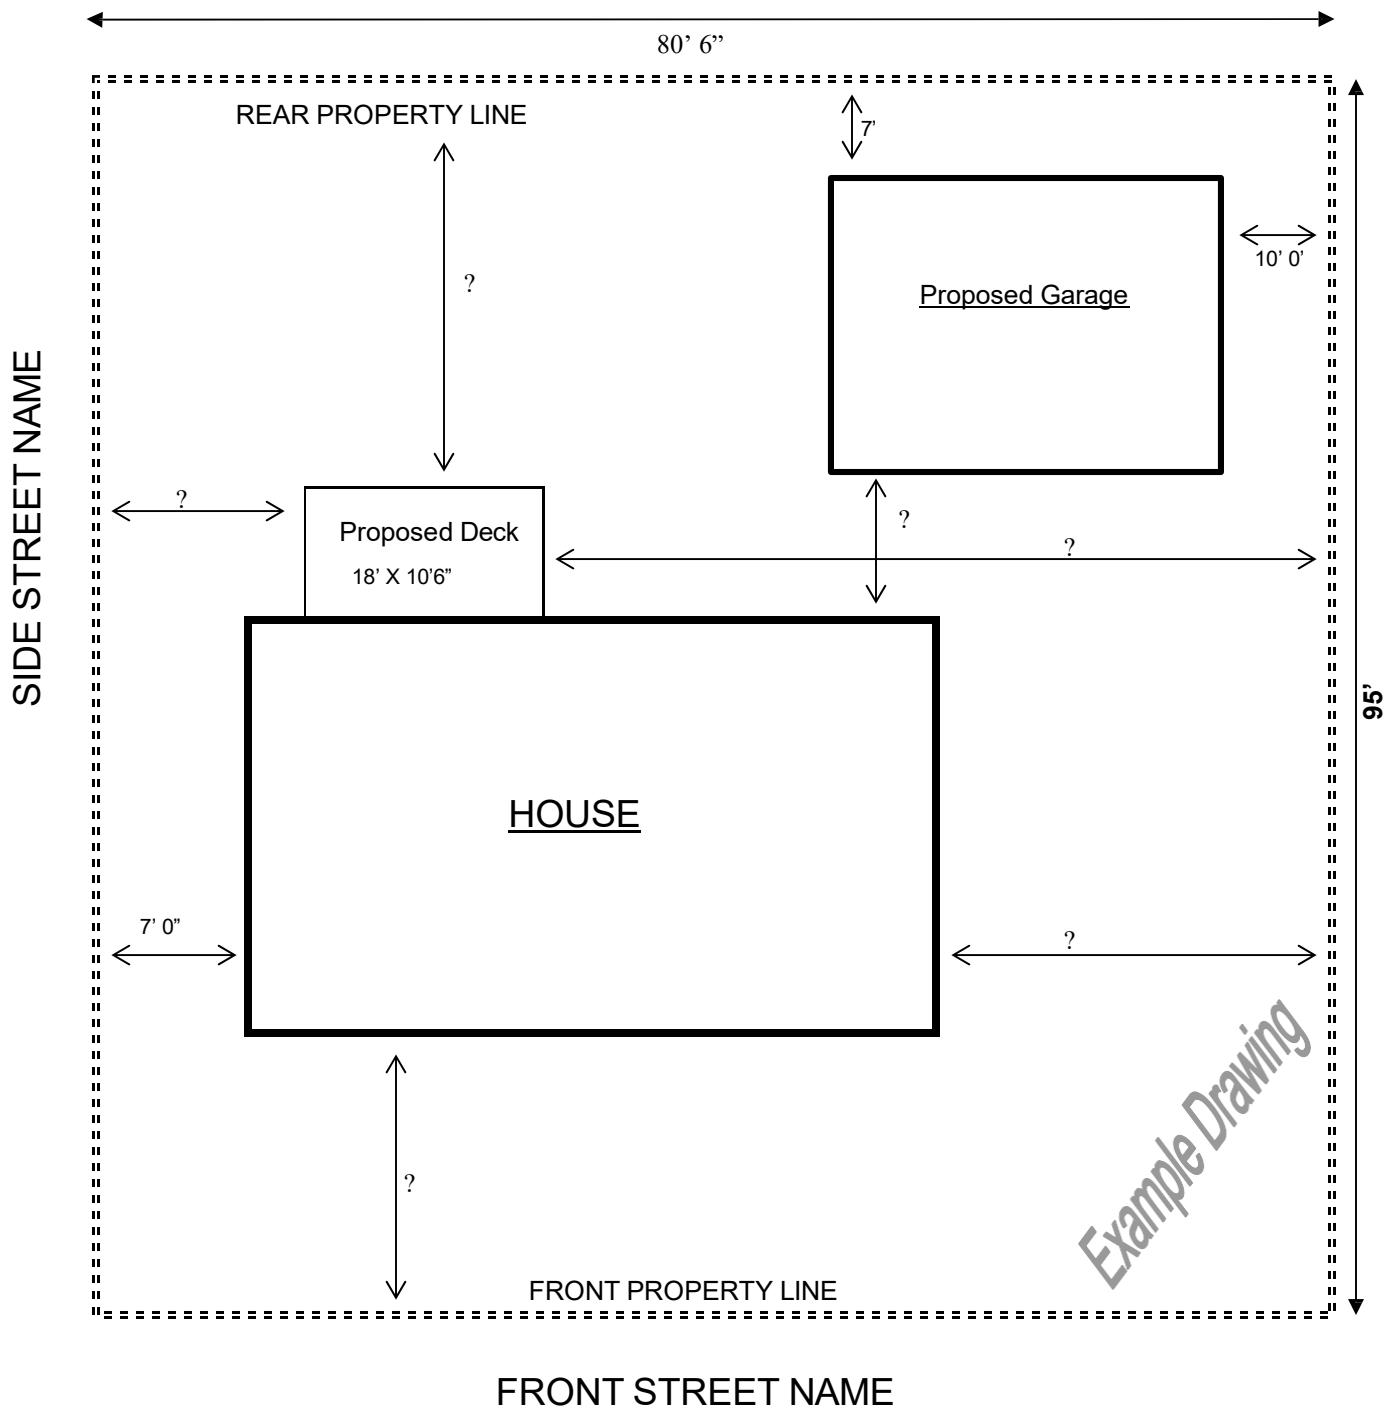 80’ 6”
REAR PROPERTY LINE
7’
10’ 0’
Proposed Garage
?
SIDE STREET NAME
?
?
Proposed Deck
?
18’ X 10’6”
95’
HOUSE
7’ 0”
?
Example Drawing
?
FRONT PROPERTY LINE
FRONT STREET NAME